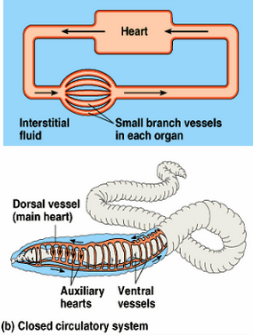 Heart
Interstitial
fluid
Small branch vessels
in each organ
Dorsal vessel
(main heart)
Auxiliary
hearts
Ventral
vessels
(b) Closed circulatory system